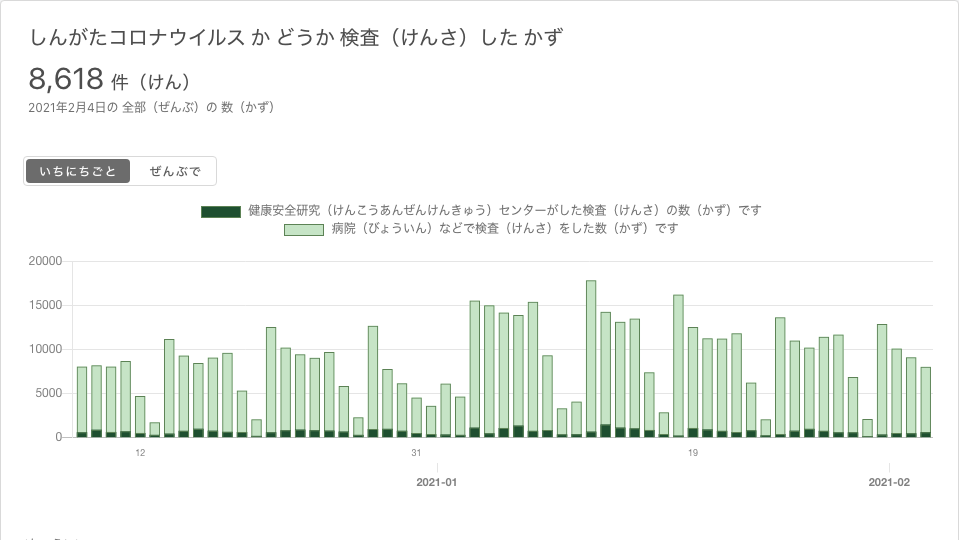 しんがたコロナウイルス か どうか 検査（けんさ）した かず
8,618 件（けん）
2021年2月4日の 全部（ぜんぶ）の 数（かず）
いちにちごと ぜんぶで
健康安全研究（けんこうあんぜんけんきゅう）センターがした検査（けんさ）の数（かず）です
病院（びょういん）などで検査（けんさ）をした数（かず）です
20000
15000
10000
5000
0
12 31 19
2021-01 2021-02